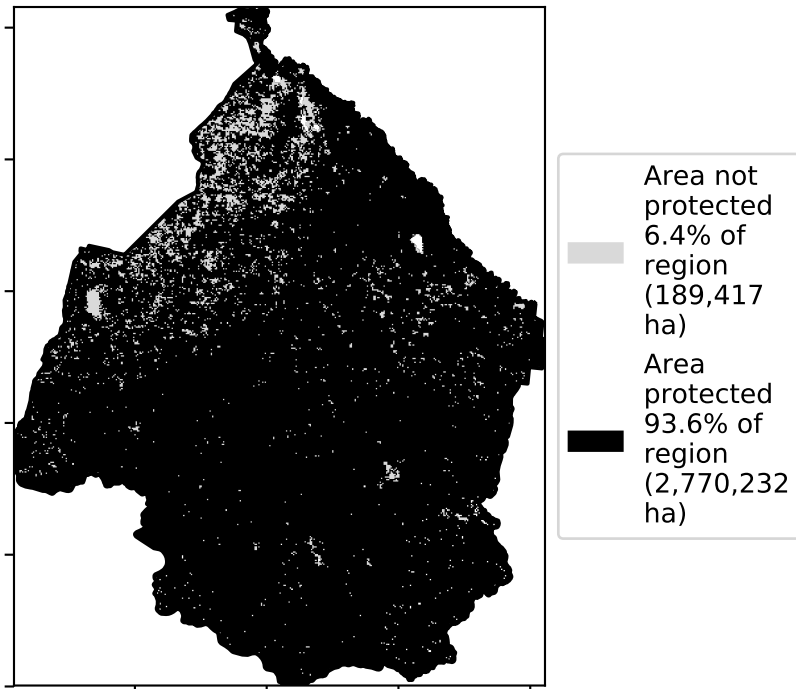 Area not
protected
6.4% of
region
(189,417
ha)
Area
protected
93.6% of
region
(2,770,232
ha)